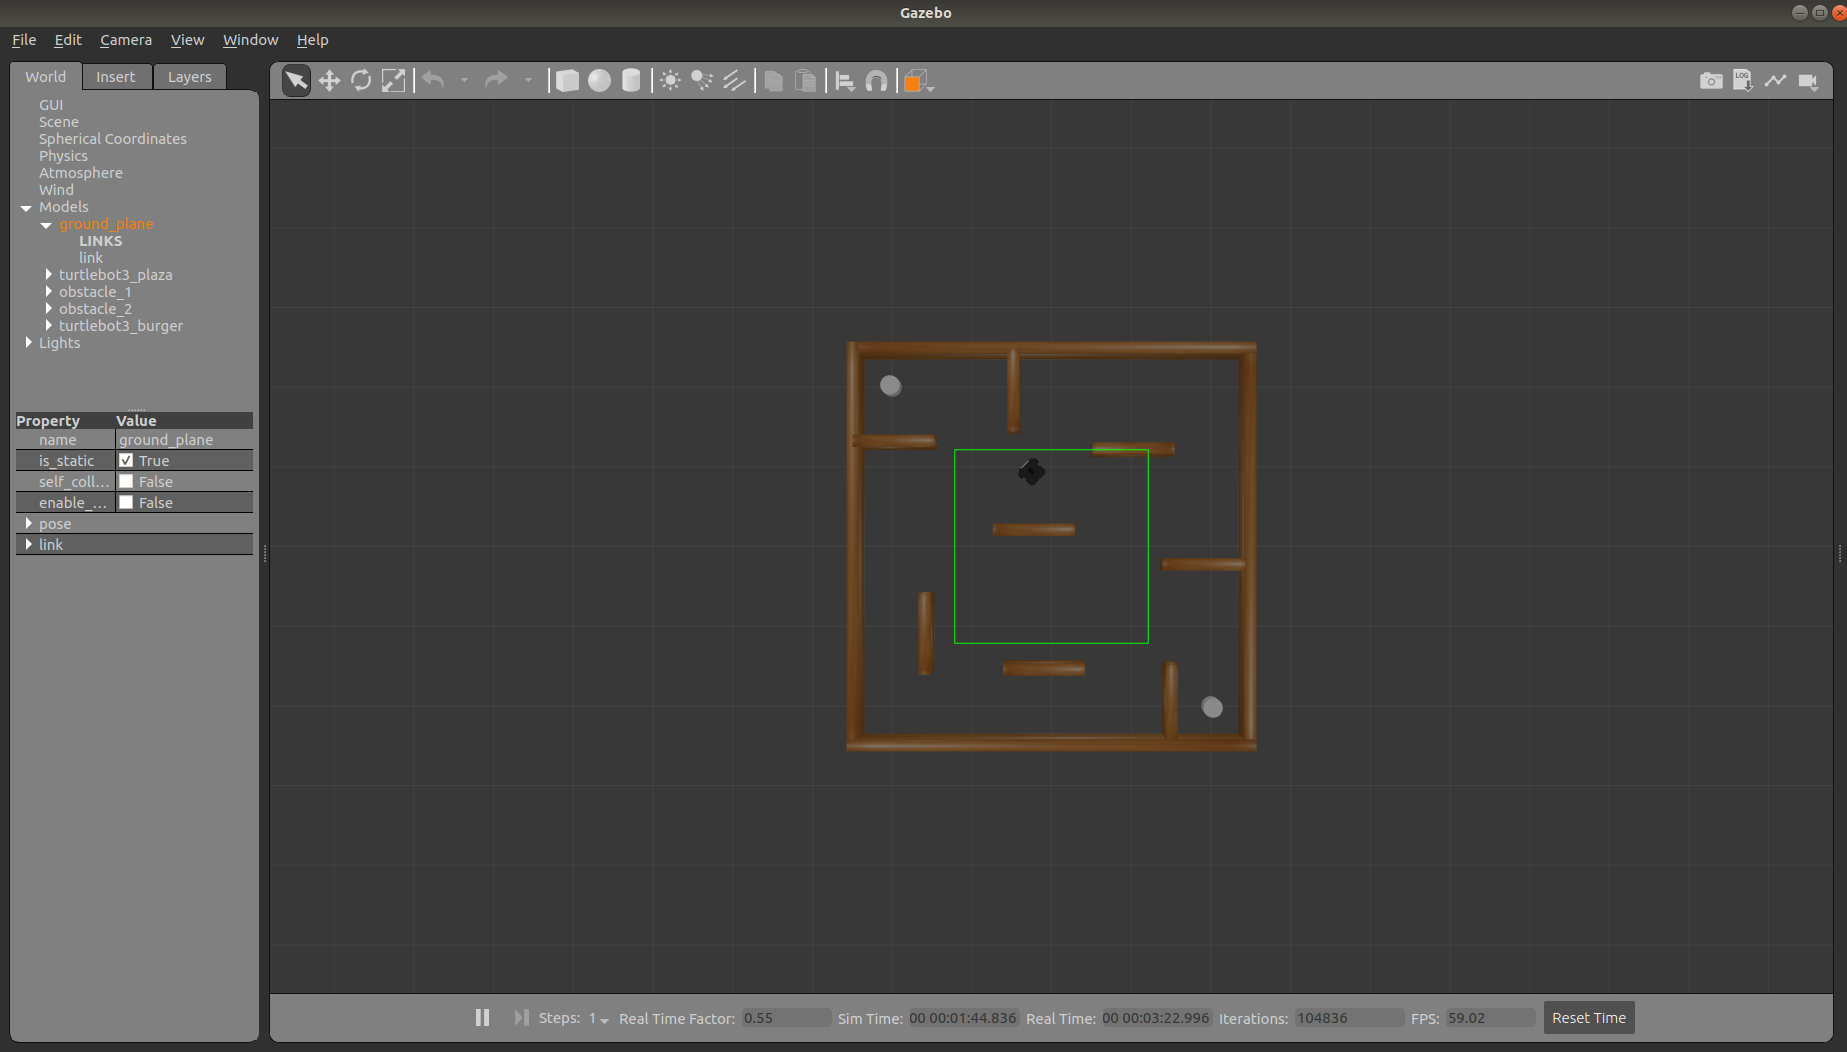 Gazebo
File Edit Camera View Window Help
World Insert Layers
LOG
GUI
Scene
Spherical Coordinates
Physics
Atmosphere
Wind
Models
ground_plane
LINKS
link
turtlebot3_plaza
obstacle_1
obstacle_2
turtlebot3_burger
Lights
Property Value
name ground_plane
is_static True
self_coll... False
enable_... False
pose
link
Steps: 1 Real Time Factor: 0.55 Sim Time: 00 00:01:44.836 Real Time: 00 00:03:22.996 Iterations: 104836 FPS: 59.02 Reset Time